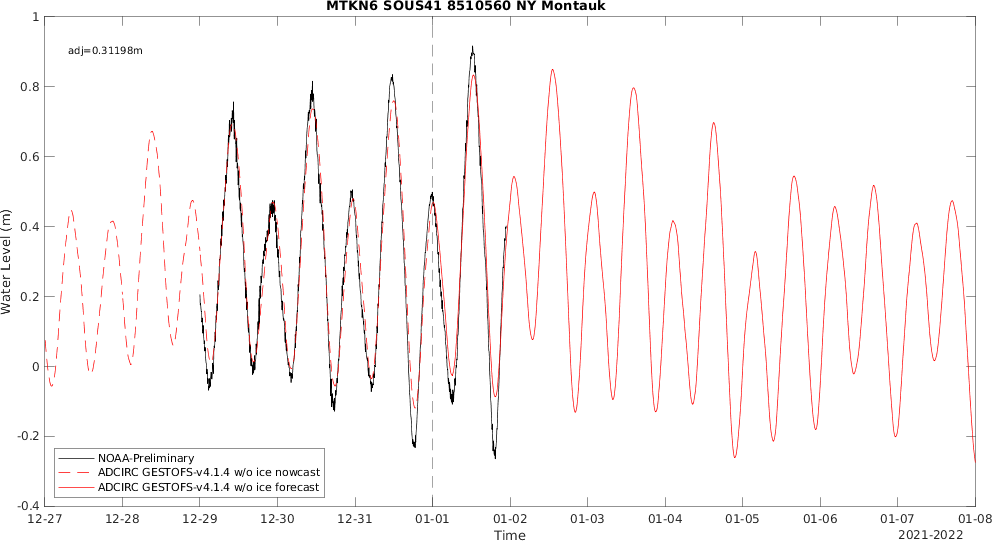 MTKN6 SOUS41 8510560 NY Montauk
adj=0.31198m
1
0.8
0.6
0.4
0.2
0
-0.2
-0.4
Water Level (m)
NOAA-Preliminary
ADCIRC GESTOFS-v4.1.4 w/o ice nowcast
ADCIRC GESTOFS-v4.1.4 w/o ice forecast
12-27 12-28 12-29 12-30 12-31 01-01 01-02 01-03 01-04 01-05 01-06 01-07 01-08
Time
2021-2022